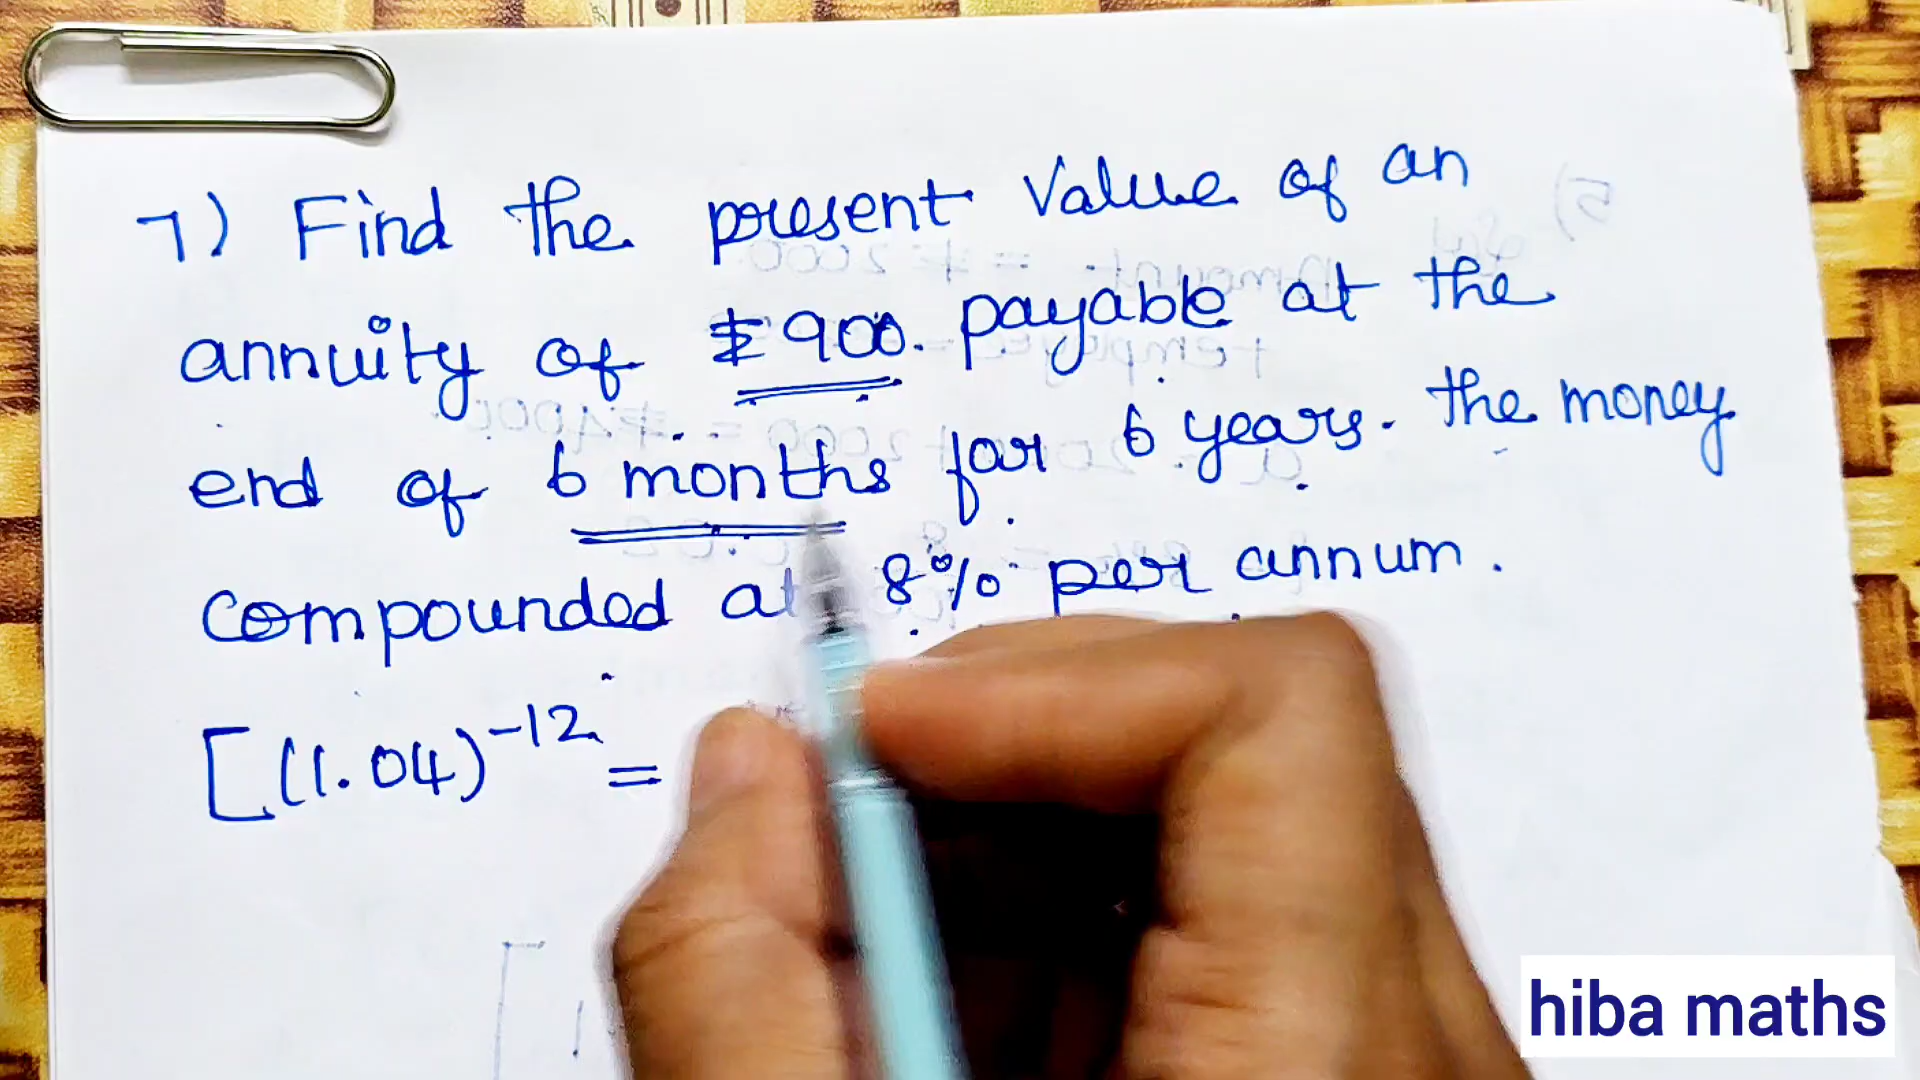 7) Find the present value of an
annuity of ₹900. payable at the
end of 6 months for 6 years. the money
compounded at 8% per annum.
[(1.04)⁻¹² =
hiba maths